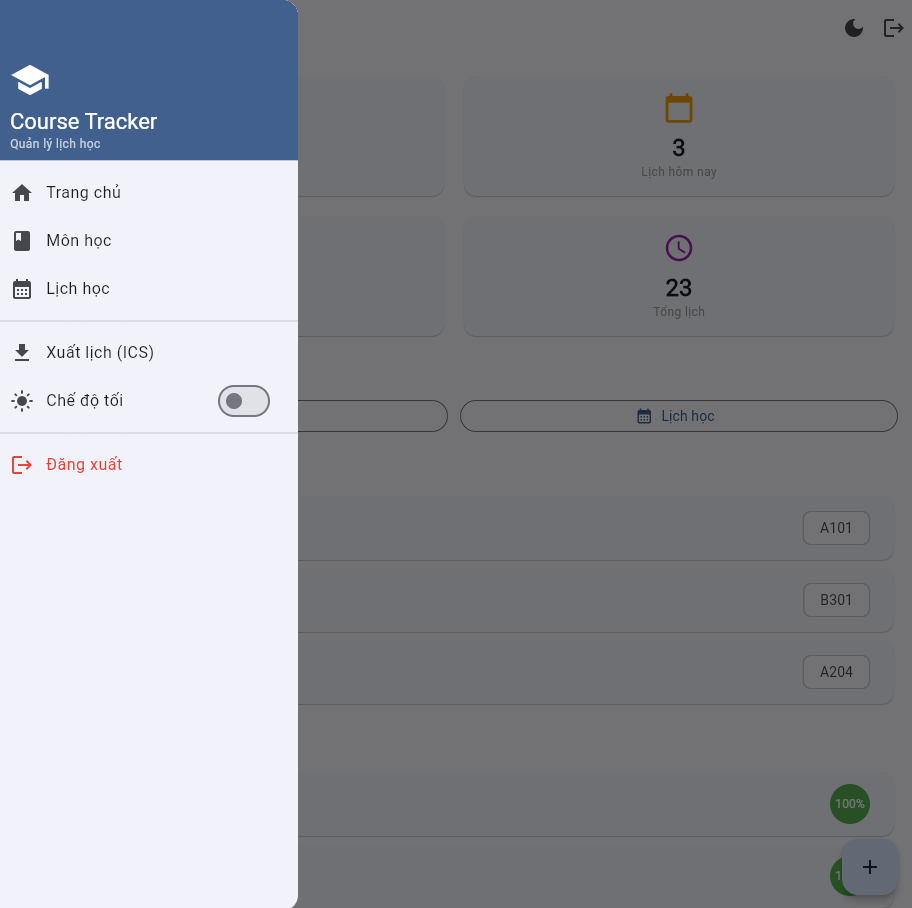 Course Tracker
Quản lý lịch học
Trang chủ
Môn học
Lịch học
Xuất lịch (ICS)
Chế độ tối
Đăng xuất
3
Lịch hôm nay
23
Tổng lịch
Lịch học
A101
B301
A204
100%